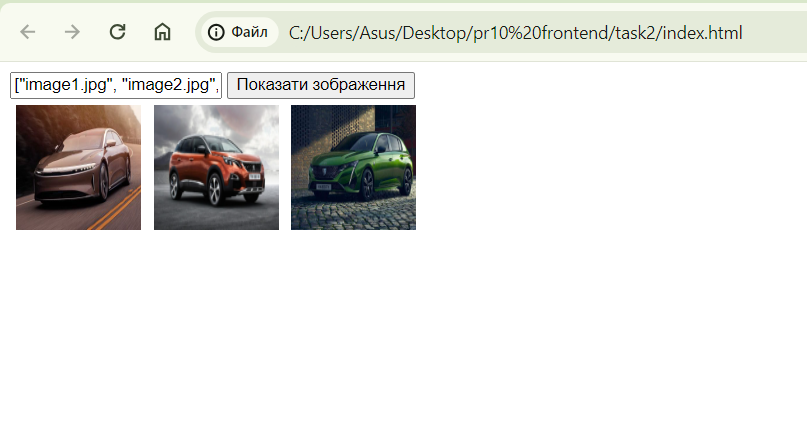 Файл C:/Users/Asus/Desktop/pr10%20frontend/task2/index.html
["image1.jpg", "image2.jpg", Показати зображення